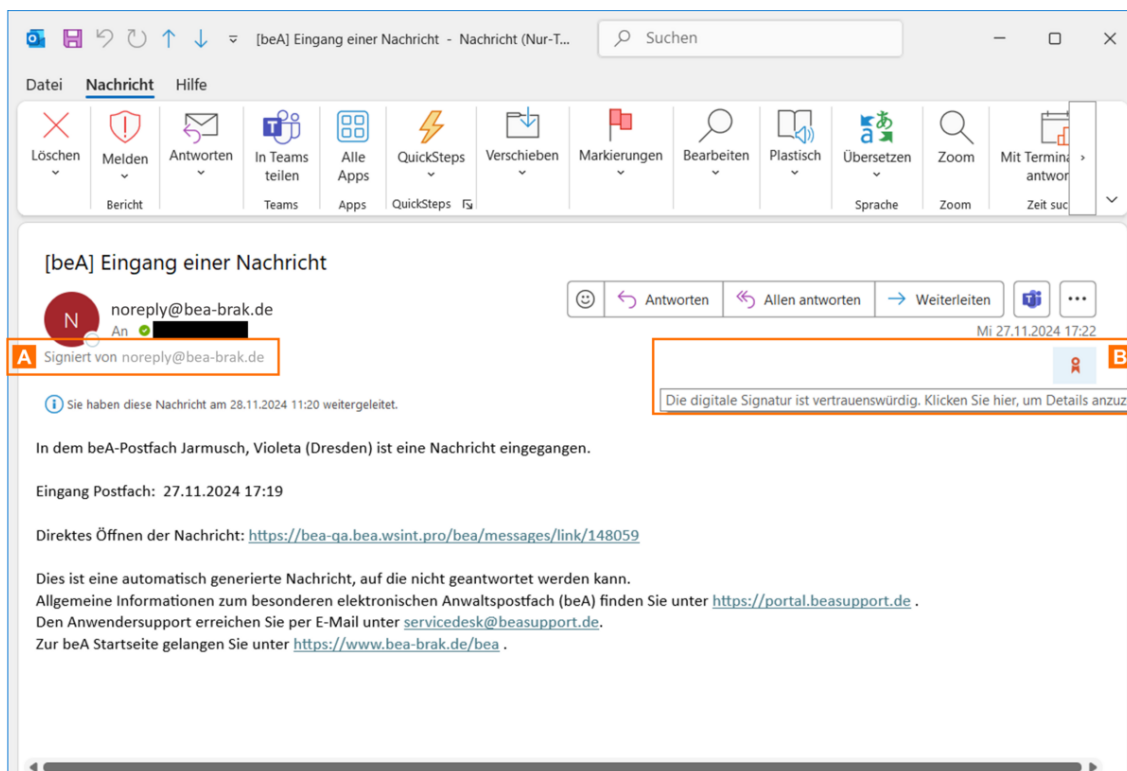 [beA] Eingang einer Nachricht - Nachricht (Nur-T...
Suchen
Datei Nachricht Hilfe
Löschen
Melden
Antworten
In Teams teilen
Alle Apps
QuickSteps
Verschieben
Markierungen
Bearbeiten
Plastisch
Übersetzen
Zoom
Mit Termin antwor
Bericht
Teams
Apps
QuickSteps
Sprache
Zoom
Zeit suc
[beA] Eingang einer Nachricht
N
noreply@bea-brak.de
An
Antworten
Allen antworten
Weiterleiten
Mi 27.11.2024 17:22
A
Signiert von noreply@bea-brak.de
B
Die digitale Signatur ist vertrauenswürdig. Klicken Sie hier, um Details anzuz
Sie haben diese Nachricht am 28.11.2024 11:20 weitergeleitet.
In dem beA-Postfach Jarmusch, Violeta (Dresden) ist eine Nachricht eingegangen.
Eingang Postfach: 27.11.2024 17:19
Direktes Öffnen der Nachricht: https://bea-qa.bea.wsint.pro/bea/messages/link/148059
Dies ist eine automatisch generierte Nachricht, auf die nicht geantwortet werden kann.
Allgemeine Informationen zum besonderen elektronischen Anwaltspostfach (beA) finden Sie unter https://portal.beasupport.de .
Den Anwendersupport erreichen Sie per E-Mail unter servicedesk@beasupport.de.
Zur beA Startseite gelangen Sie unter https://www.bea-brak.de/bea .